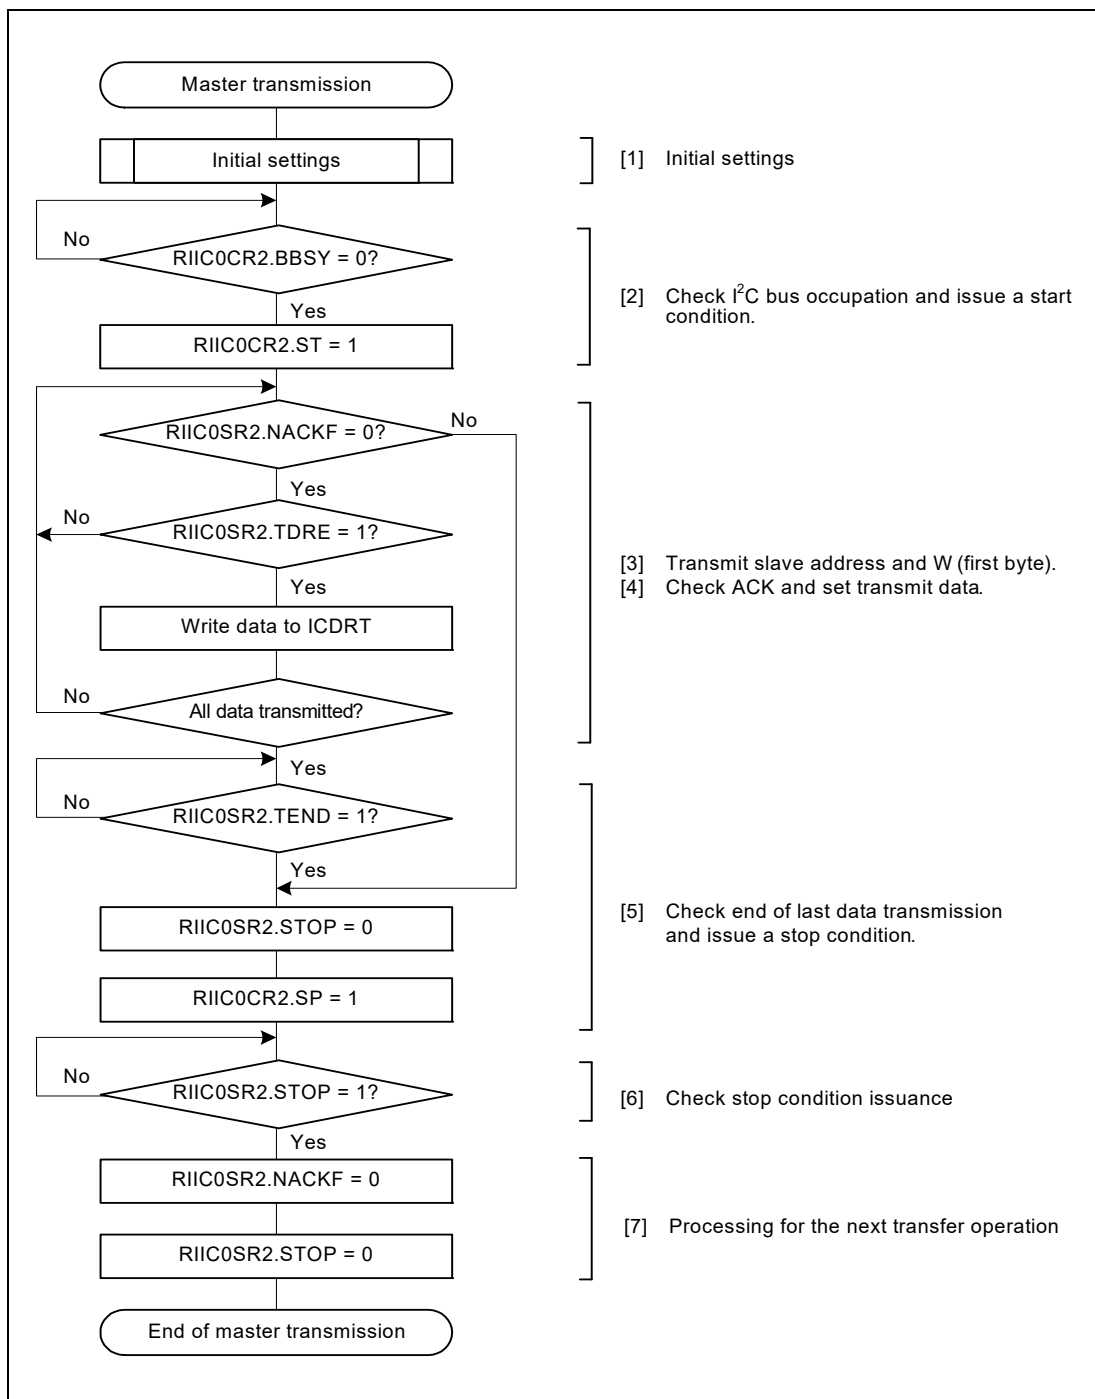 Master transmission
Initial settings
[1] Initial settings
No
RIIC0CR2.BBSY = 0?
Yes
[2] Check I²C bus occupation and issue a start
condition.
RIIC0CR2.ST = 1
No
RIIC0SR2.NACKF = 0?
Yes
No
RIIC0SR2.TDRE = 1?
Yes
[3] Transmit slave address and W (first byte).
[4] Check ACK and set transmit data.
Write data to ICDRT
No
All data transmitted?
Yes
No
RIIC0SR2.TEND = 1?
Yes
RIIC0SR2.STOP = 0
[5] Check end of last data transmission
and issue a stop condition.
RIIC0CR2.SP = 1
No
RIIC0SR2.STOP = 1?
[6] Check stop condition issuance
Yes
RIIC0SR2.NACKF = 0
[7] Processing for the next transfer operation
RIIC0SR2.STOP = 0
End of master transmission